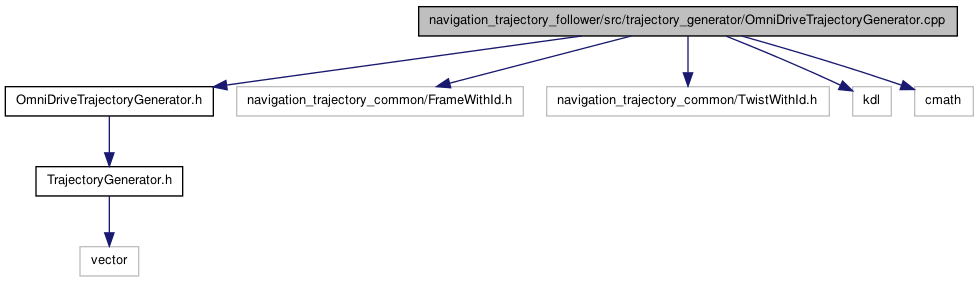 navigation_trajectory_follower/src/trajectory_generator/OmniDriveTrajectoryGenerator.cpp
OmniDriveTrajectoryGenerator.h
navigation_trajectory_common/FrameWithId.h
navigation_trajectory_common/TwistWithId.h
kdl
cmath
TrajectoryGenerator.h
vector